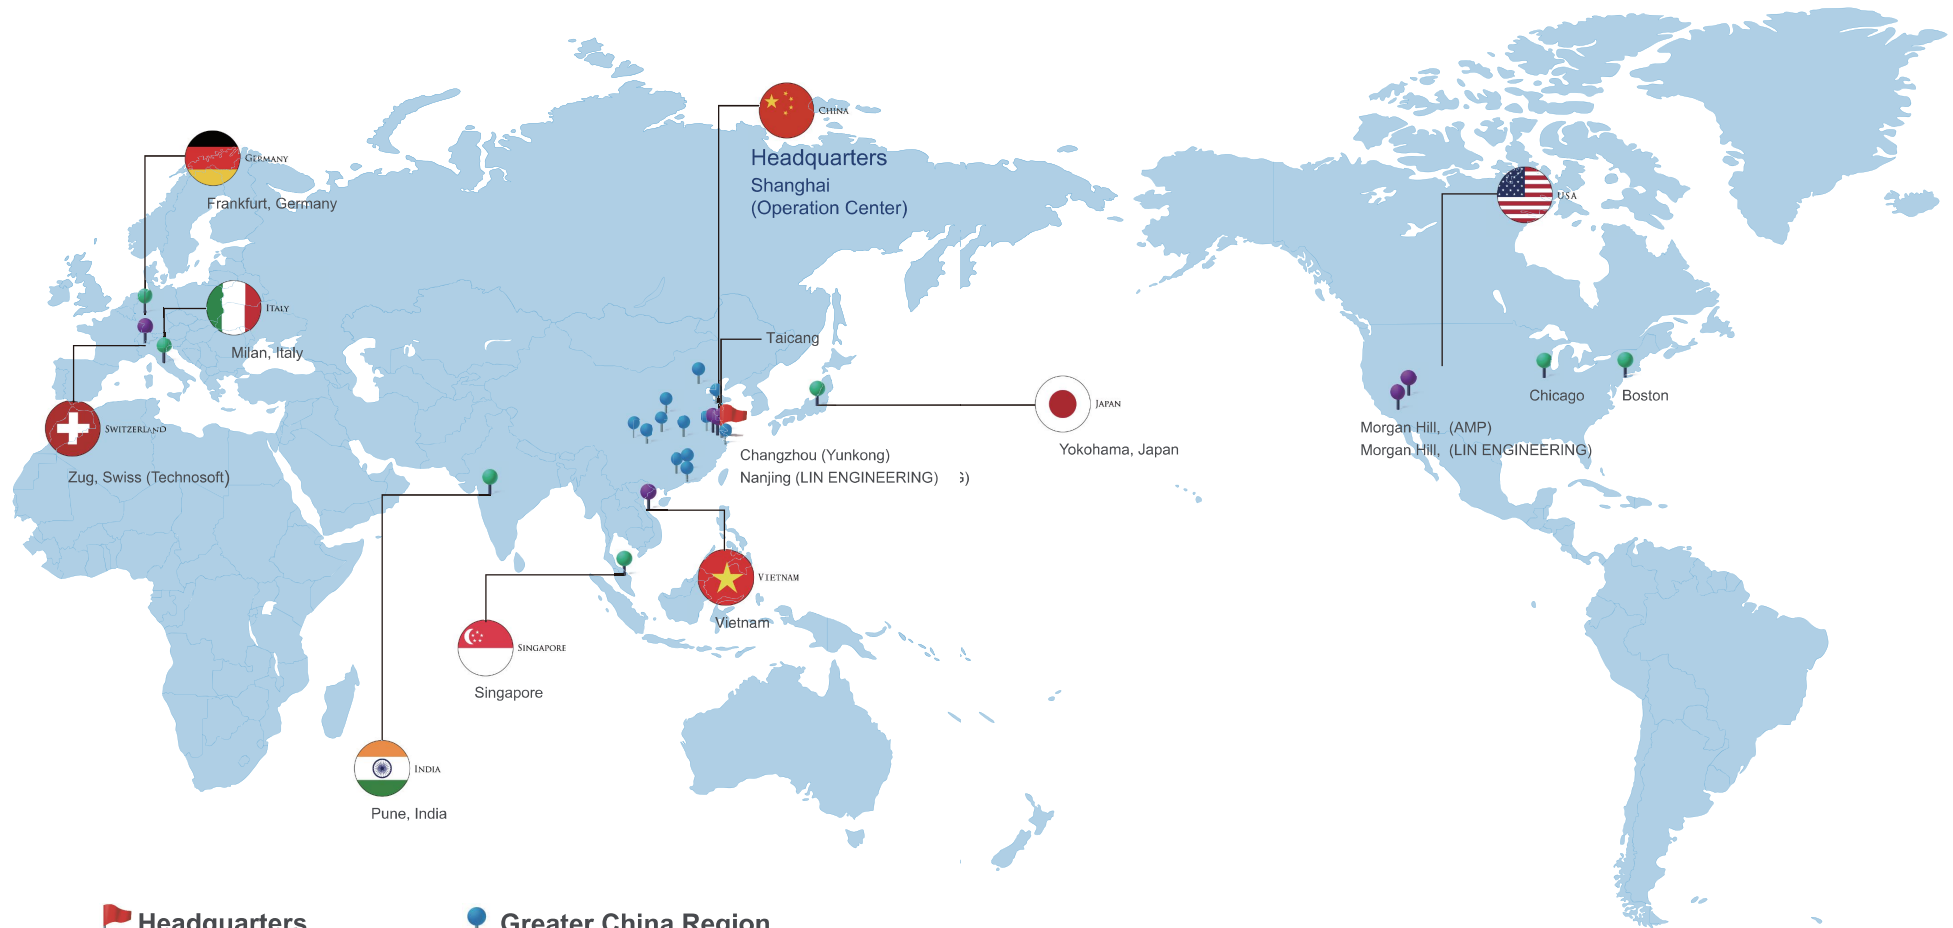 CHINA
Headquarters
Shanghai
(Operation Center)
GERMANY
Frankfurt, Germany
USA
ITALY
Milan, Italy
Taicang
SWITZERLAND
Zug, Swiss (Technosoft)
JAPAN
Yokohama, Japan
Changzhou (Yunkong)
Nanjing (LIN ENGINEERING) G)
Chicago
Boston
Morgan Hill, (AMP)
Morgan Hill, (LIN ENGINEERING)
VIETNAM
Vietnam
SINGAPORE
Singapore
INDIA
Pune, India
Headquarters
Greater China Region